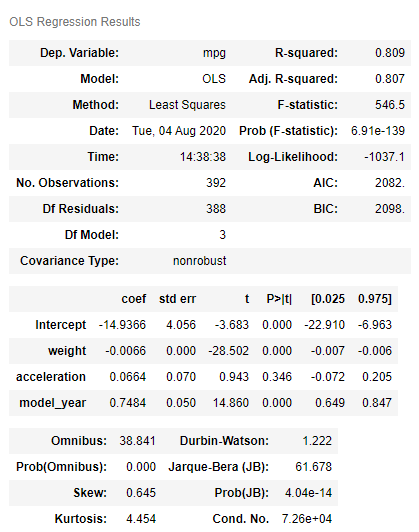 OLS Regression Results
Dep. Variable: mpg R-squared: 0.809
Model: OLS Adj. R-squared: 0.807
Method: Least Squares F-statistic: 546.5
Date: Tue, 04 Aug 2020 Prob (F-statistic): 6.91e-139
Time: 14:38:38 Log-Likelihood: -1037.1
No. Observations: 392 AIC: 2082.
Df Residuals: 388 BIC: 2098.
Df Model: 3
Covariance Type: nonrobust
coef std err t P>|t| [0.025 0.975]
Intercept -14.9366 4.056 -3.683 0.000 -22.910 -6.963
weight -0.0066 0.000 -28.502 0.000 -0.007 -0.006
acceleration 0.0664 0.070 0.943 0.346 -0.072 0.205
model_year 0.7484 0.050 14.860 0.000 0.649 0.847
Omnibus: 38.841 Durbin-Watson: 1.222
Prob(Omnibus): 0.000 Jarque-Bera (JB): 61.678
Skew: 0.645 Prob(JB): 4.04e-14
Kurtosis: 4.454 Cond. No. 7.26e+04